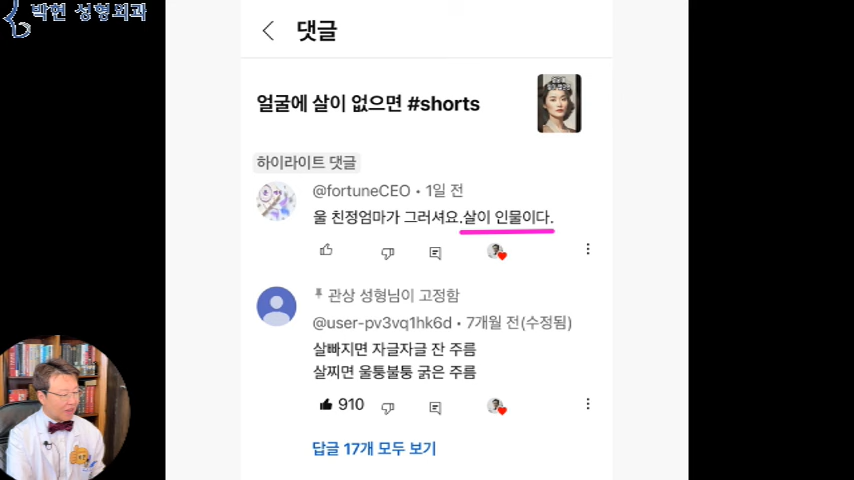 박현 성형외과
댓글
얼굴에 살이 없으면 #shorts
하이라이트 댓글
@fortuneCEO • 1일 전
울 친정엄마가 그러셔요.살이 인물이다.
관상 성형님이 고정함
@user-pv3vq1hk6d • 7개월 전(수정됨)
살빠지면 자글자글 잔 주름
살찌면 울퉁불퉁 굵은 주름
910
답글 17개 모두 보기